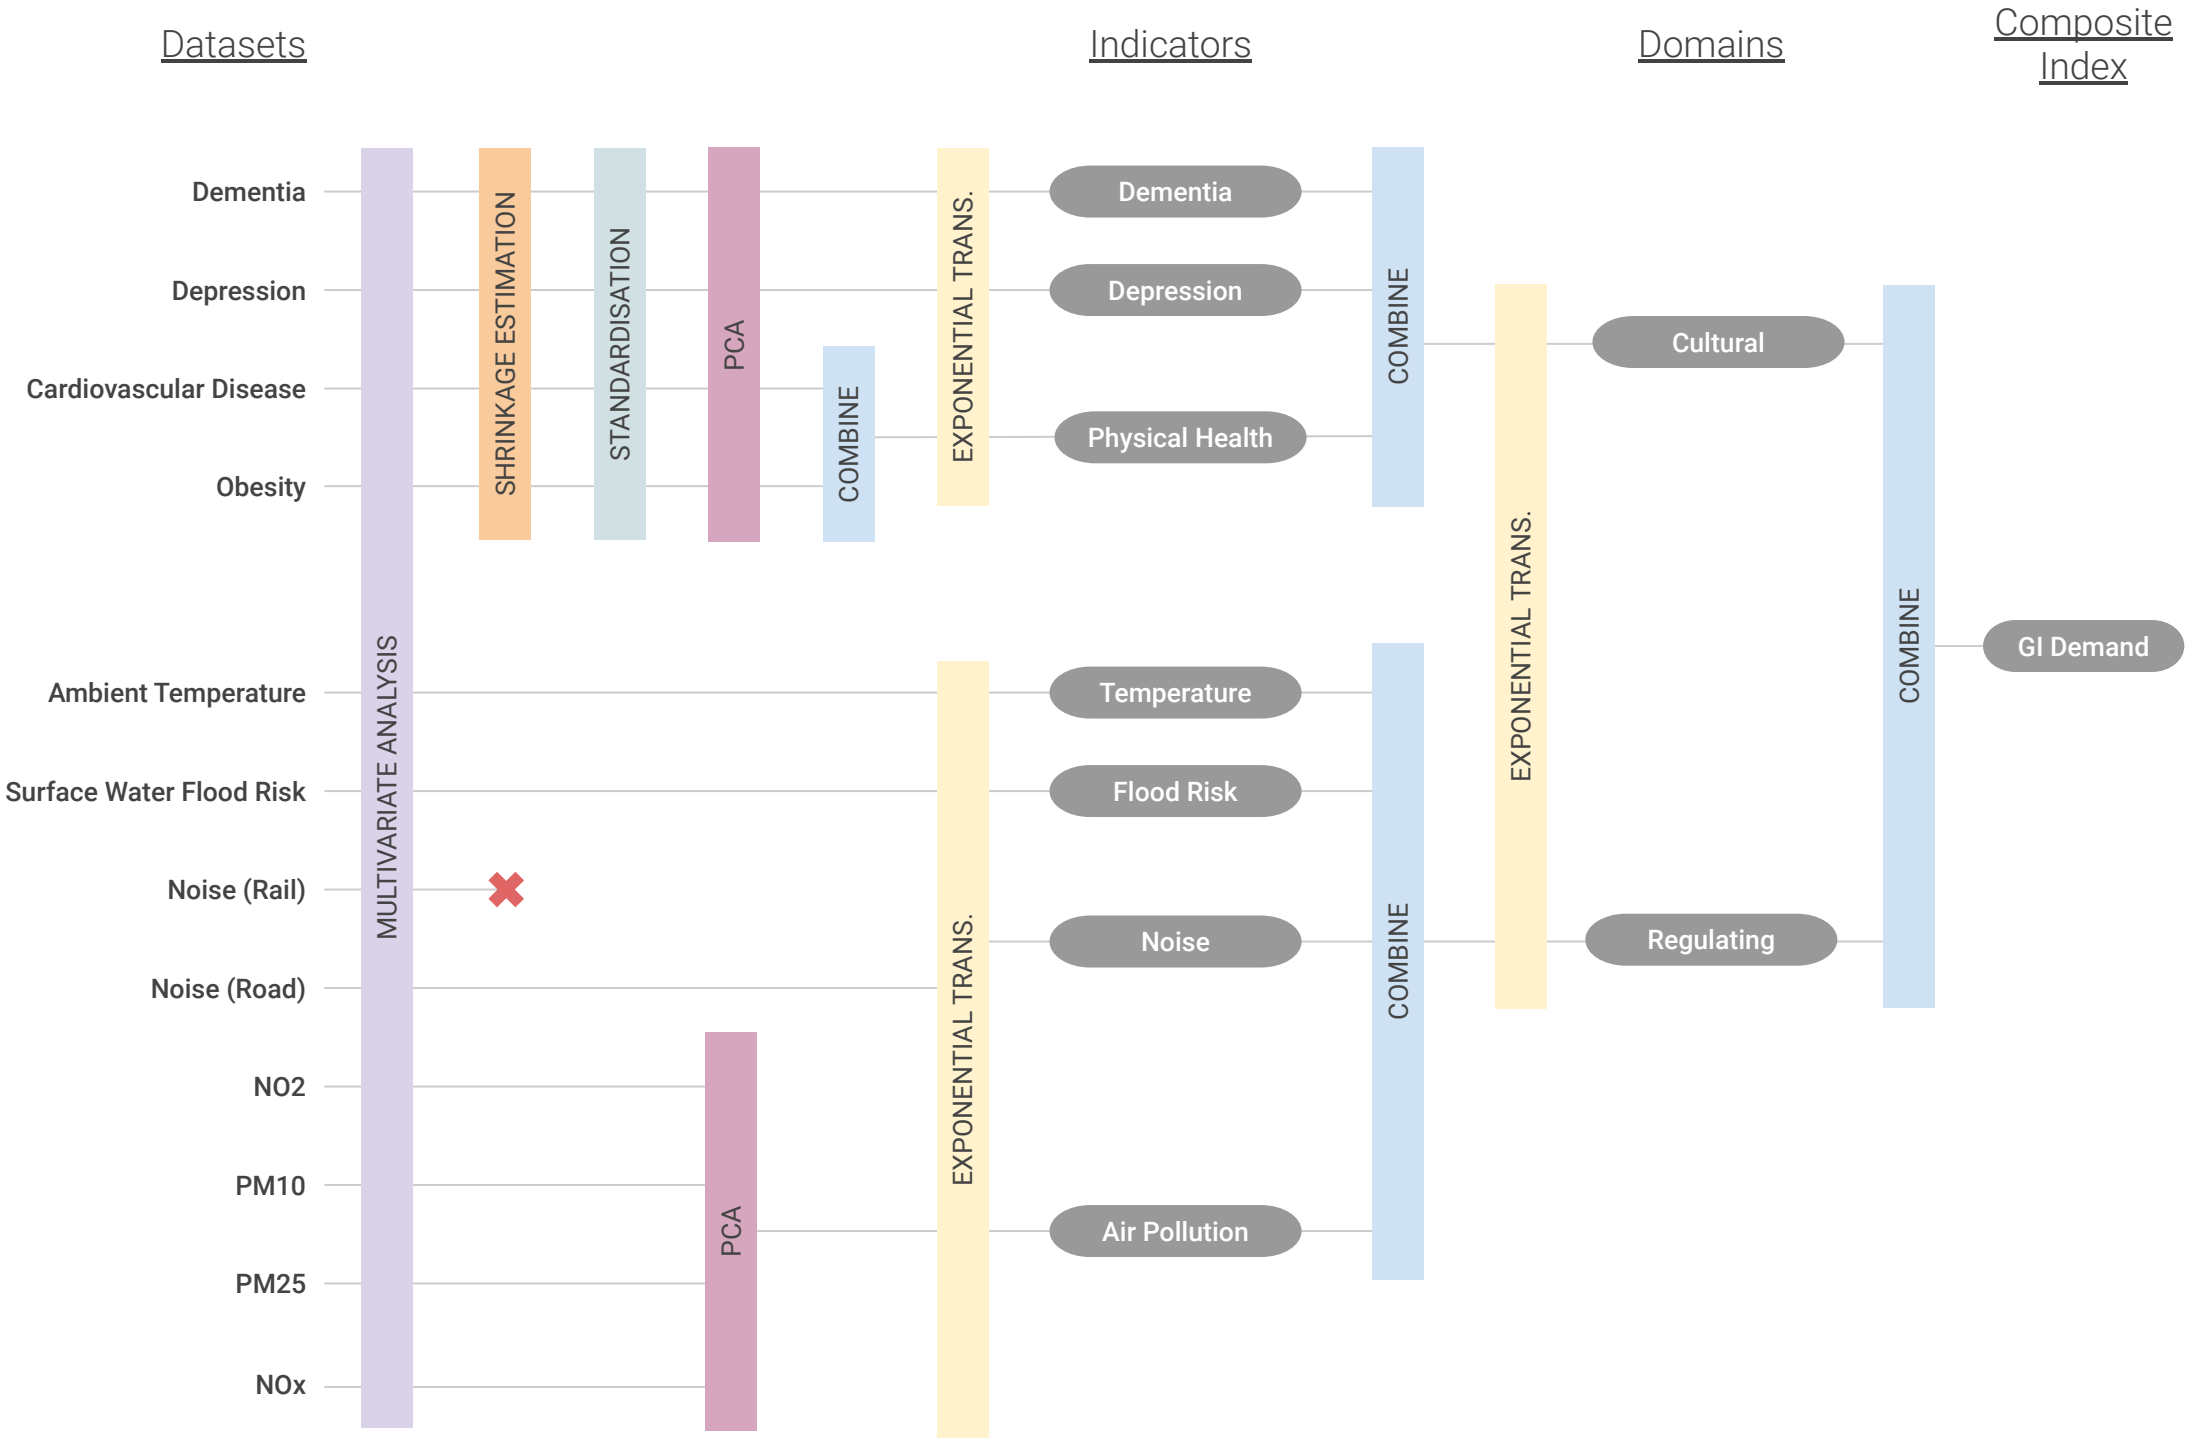 Datasets
Indicators
Domains
Composite
Index
Dementia
Depression
Cardiovascular Disease
Obesity
Ambient Temperature
Surface Water Flood Risk
Noise (Rail)
Noise (Road)
NO2
PM10
PM25
NOx
MULTIVARIATE ANALYSIS
SHRINKAGE ESTIMATION
STANDARDISATION
PCA
COMBINE
EXPONENTIAL TRANS.
PCA
EXPONENTIAL TRANS.
Dementia
Depression
Physical Health
Temperature
Flood Risk
Noise
Air Pollution
COMBINE
COMBINE
EXPONENTIAL TRANS.
Cultural
Regulating
COMBINE
GI Demand